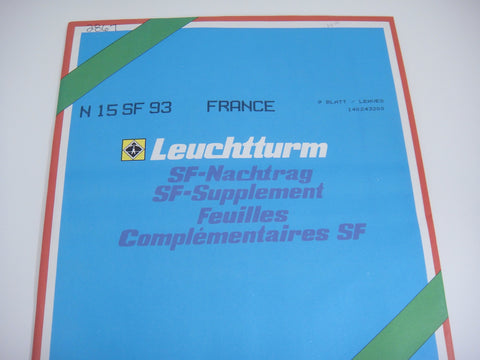 N 15 SF 93 FRANCE
9 BLATT / LEAVES
Leuchtturm
SF-Nachtrag
SF-Supplement
Feuilles
Complémentaires SF